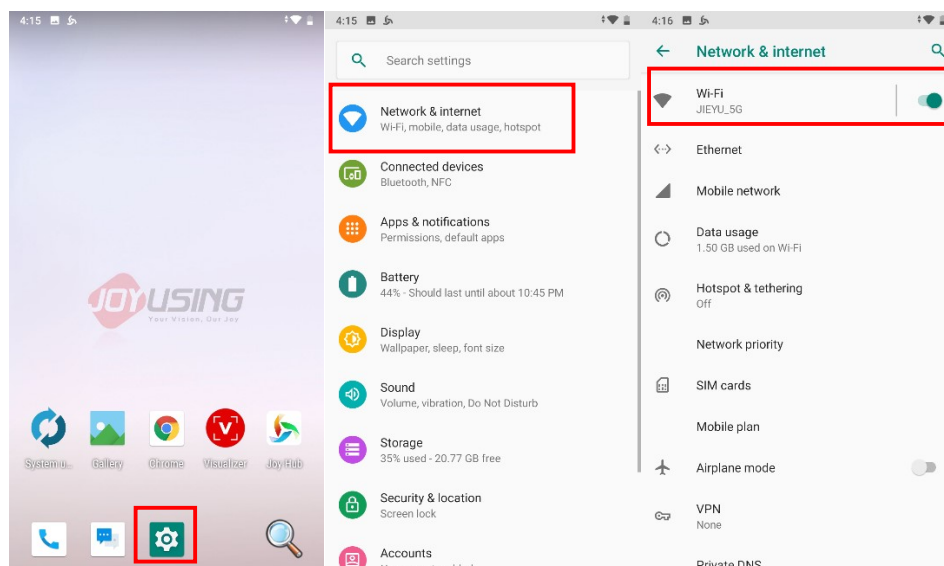 4:15
JOYUSING
Your Vision, Our Joy
System u...
Gallery
Chrome
Visualizer
Joy Hub
4:15
Search settings
Network & internet
Wi-Fi, mobile, data usage, hotspot
Connected devices
Bluetooth, NFC
Apps & notifications
Permissions, default apps
Battery
44% - Should last until about 10:45 PM
Display
Wallpaper, sleep, font size
Sound
Volume, vibration, Do Not Disturb
Storage
35% used - 20.77 GB free
Security & location
Screen lock
Accounts
4:16
Network & internet
Wi-Fi
JIEYU_5G
Ethernet
Mobile network
Data usage
1.50 GB used on Wi-Fi
Hotspot & tethering
Off
Network priority
SIM cards
Mobile plan
Airplane mode
VPN
None
Private DNS